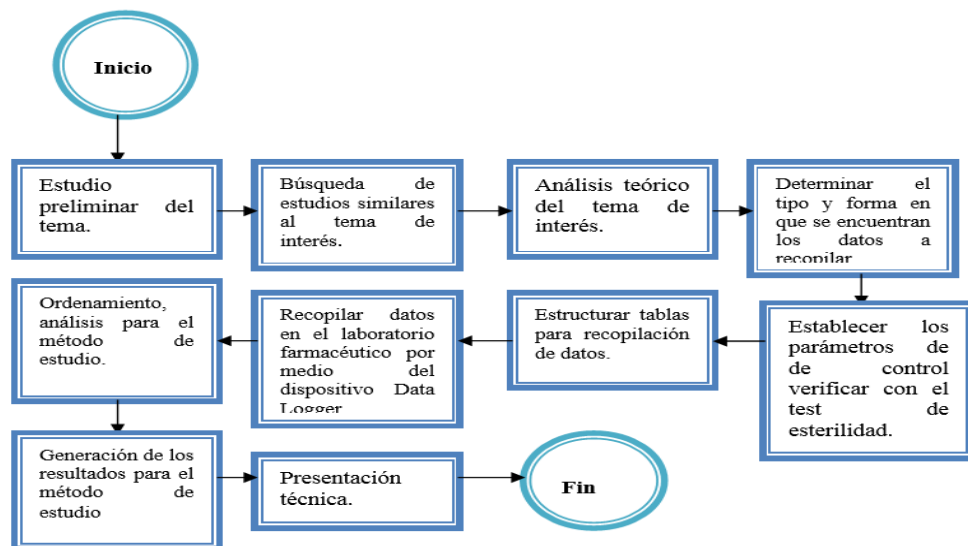 Inicio
Estudio
preliminar del
tema.
Búsqueda de
estudios similares
al tema de
interés.
Análisis teórico
del tema de
interés.
Determinar el
tipo y forma en
que se encuentran
los datos a
recopilar
Establecer los
parámetros de
de control
verificar con el
test de
esterilidad.
Estructurar tablas
para recopilación
de datos.
Recopilar datos
en el laboratorio
farmacéutico por
medio del
dispositivo Data
Logger
Ordenamiento,
análisis para el
método de
estudio.
Generación de los
resultados para el
método de
estudio
Presentación
técnica.
Fin